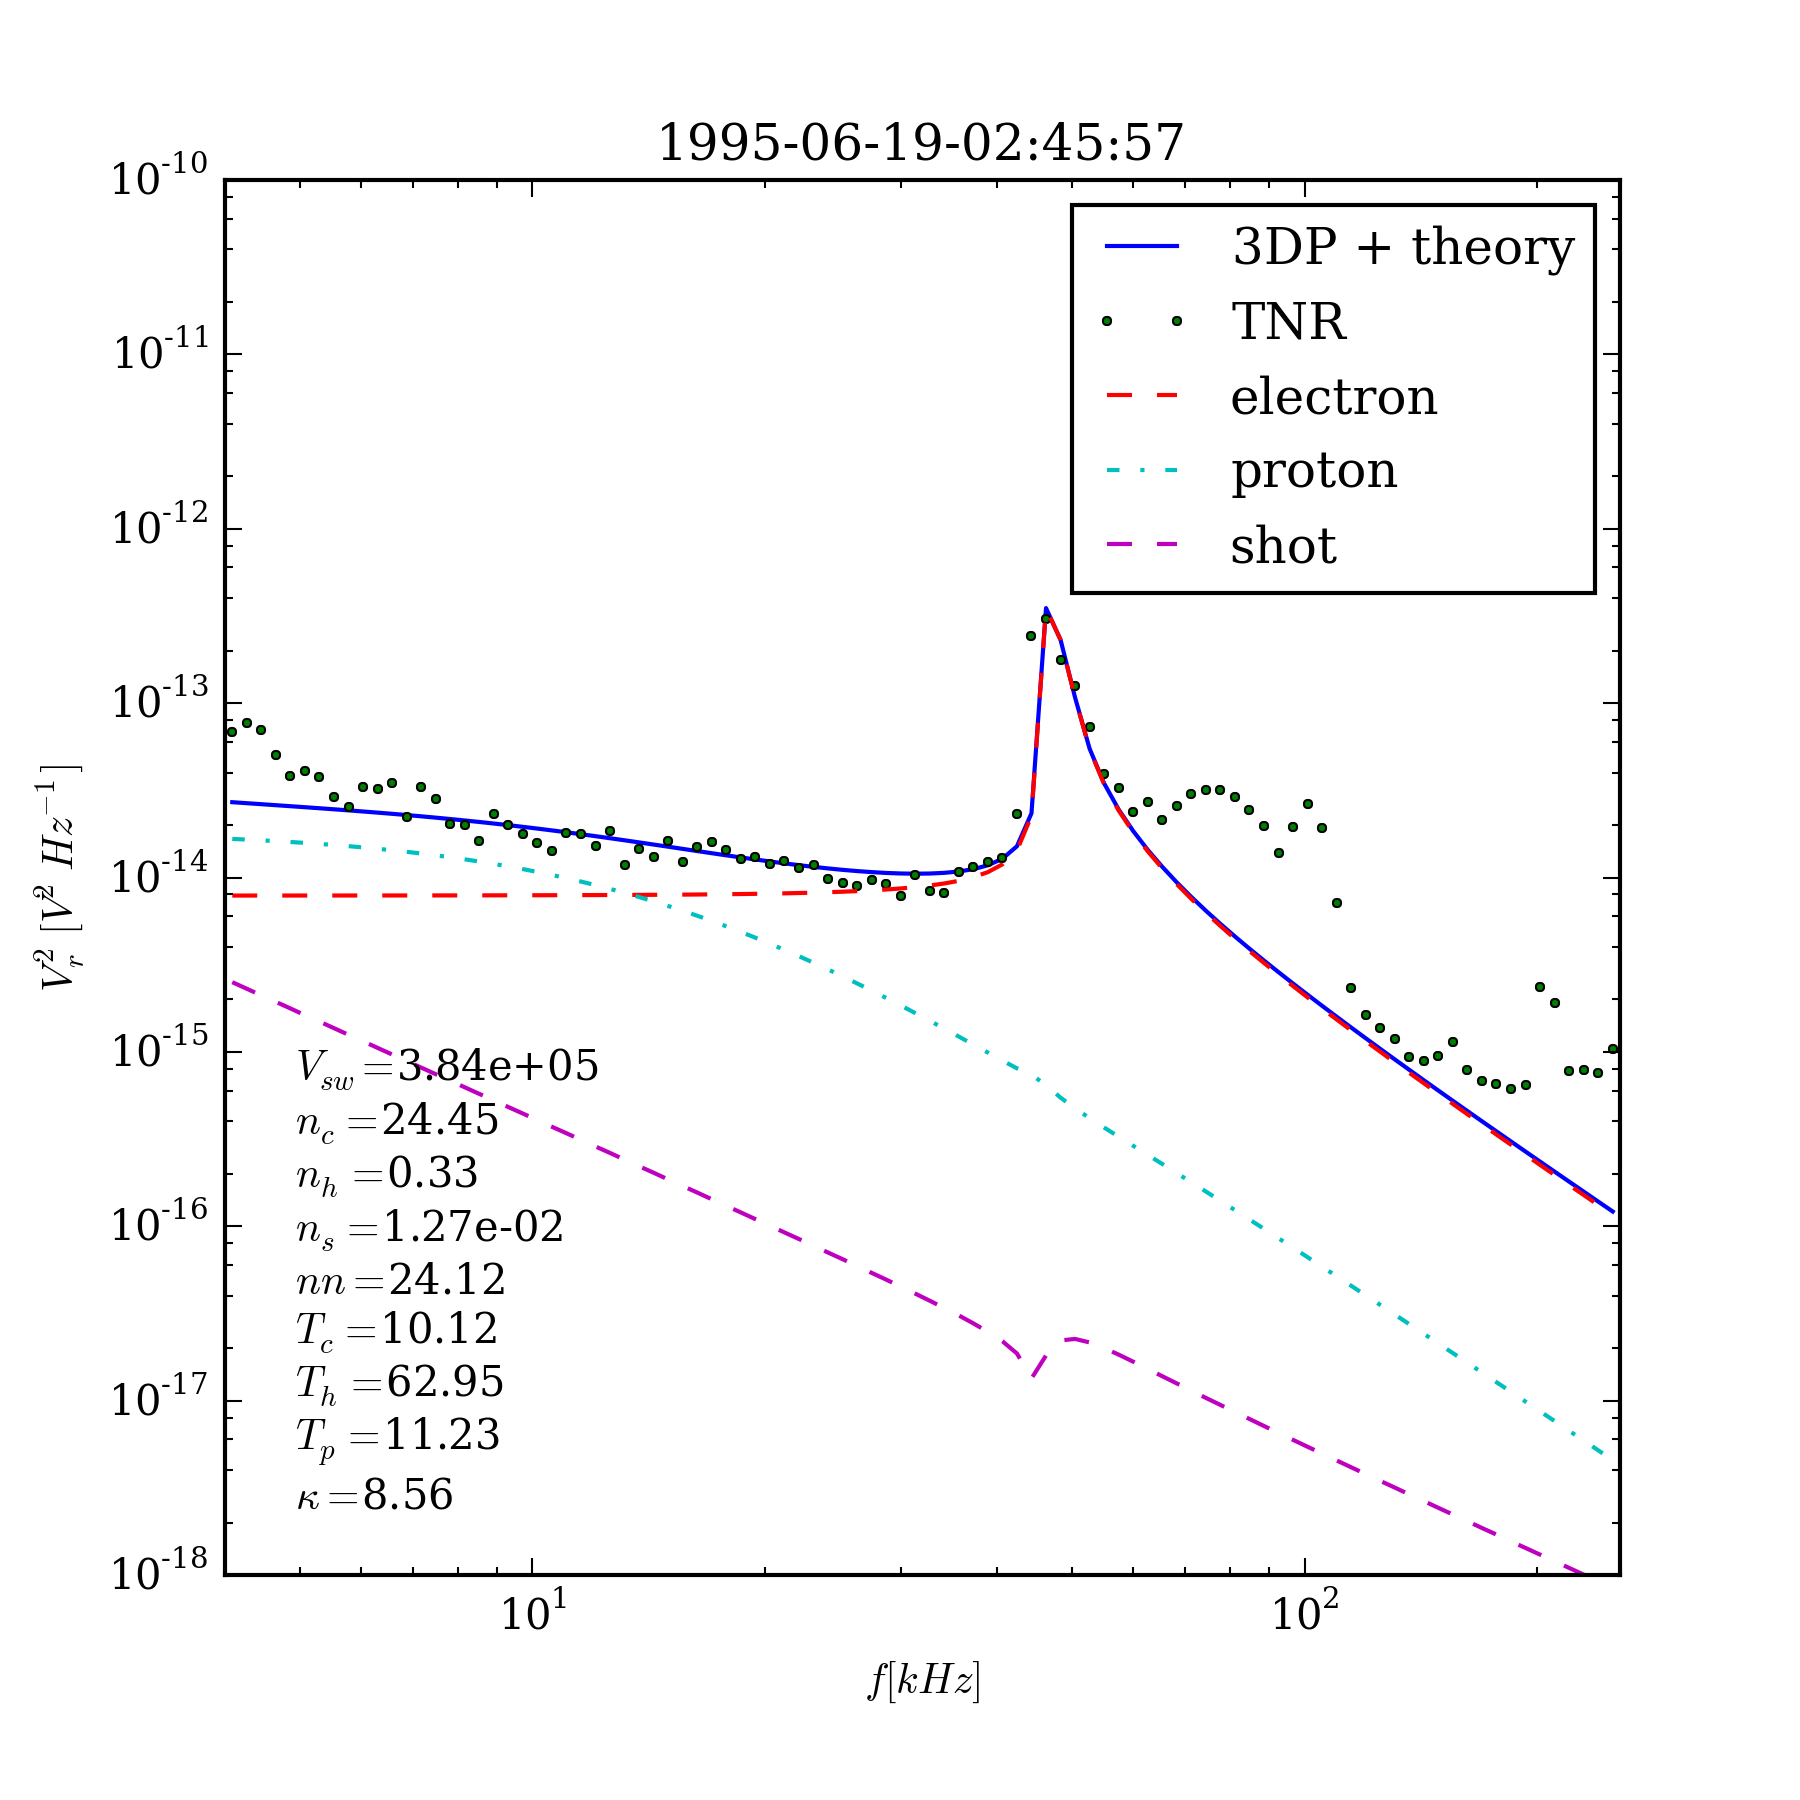 1995-06-19-02:45:57
10^-10
10^-11
10^-12
10^-13
10^-14
10^-15
10^-16
10^-17
10^-18
V_r^2 [V^2 Hz^-1]
3DP + theory
TNR
electron
proton
shot
V_sw =3.84e+05
n_c =24.45
n_h =0.33
n_s =1.27e-02
nn =24.12
T_c =10.12
T_h =62.95
T_p =11.23
κ =8.56
10^1
10^2
f[kHz]